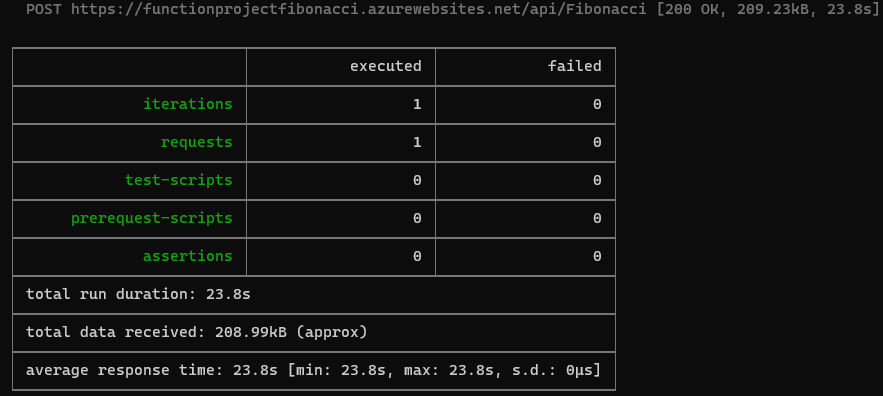 POST https://functionprojectfibonacci.azurewebsites.net/api/Fibonacci [200 OK, 209.23kB, 23.8s]
executed failed
iterations 1 0
requests 1 0
test-scripts 0 0
prerequest-scripts 0 0
assertions 0 0
total run duration: 23.8s
total data received: 208.99kB (approx)
average response time: 23.8s [min: 23.8s, max: 23.8s, s.d.: 0µs]